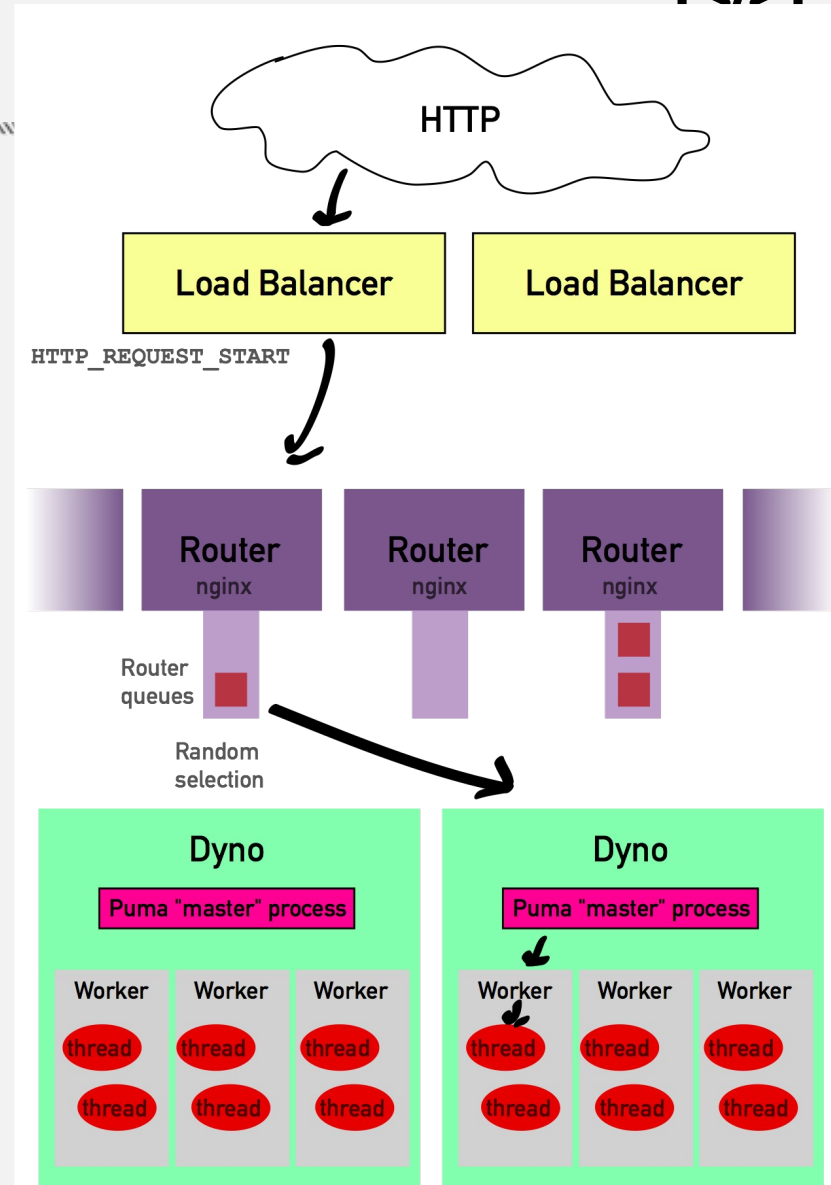 HTTP
Load Balancer
Load Balancer
HTTP_REQUEST_START
Router
nginx
Router
nginx
Router
nginx
Router
queues
Random
selection
Dyno
Puma "master" process
Worker
Worker
Worker
thread
thread
thread
thread
thread
thread
Dyno
Puma "master" process
Worker
Worker
Worker
thread
thread
thread
thread
thread
thread